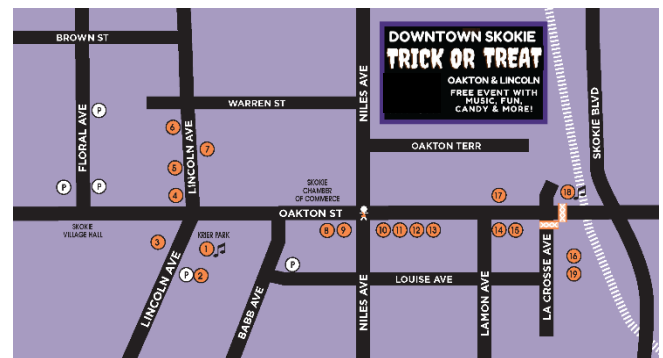 DOWNTOWN SKOKIE
TRICK OR TREAT
OAKTON & LINCOLN
FREE EVENT WITH
MUSIC, FUN,
CANDY & MORE!
BROWN ST
WARREN ST
NILES AVE
SKOKIE BLVD
FLORAL AVE
P
LINCOLN AVE
6
7
5
4
OAKTON TERR
P
P
SKOKIE
CHAMBER
OF COMMERCE
17
18
OAKTON ST
SKOKIE
VILLAGE HALL
3
KRIER PARK
1
8
9
10
11
12
13
14
15
LINCOLN AVE
P
2
BABB AVE
P
LOUISE AVE
NILES AVE
LAMON AVE
LA CROSSE AVE
16
19